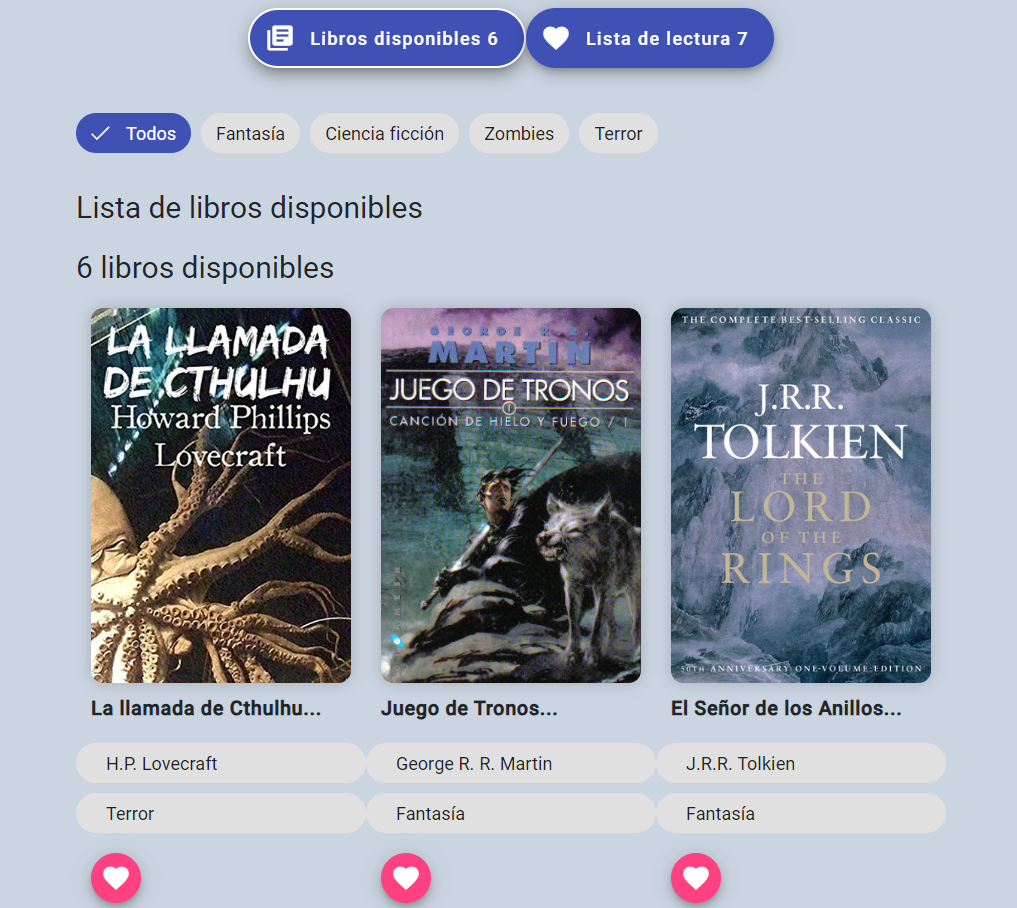 Libros disponibles 6
Lista de lectura 7
Todos
Fantasía
Ciencia ficción
Zombies
Terror
Lista de libros disponibles
6 libros disponibles
LA LLAMADA
DE CTHULHU
Howard Phillips
Lovecraft
GEORGE R. R.
MARTIN
JUEGO DE TRONOS
CANCIÓN DE HIELO Y FUEGO / 1
THE COMPLETE BEST-SELLING CLASSIC
J.R.R.
TOLKIEN
THE
LORD
OF THE
RINGS
50TH ANNIVERSARY ONE-VOLUME EDITION
La llamada de Cthulhu...
Juego de Tronos...
El Señor de los Anillos...
H.P. Lovecraft
George R. R. Martin
J.R.R. Tolkien
Terror
Fantasía
Fantasía